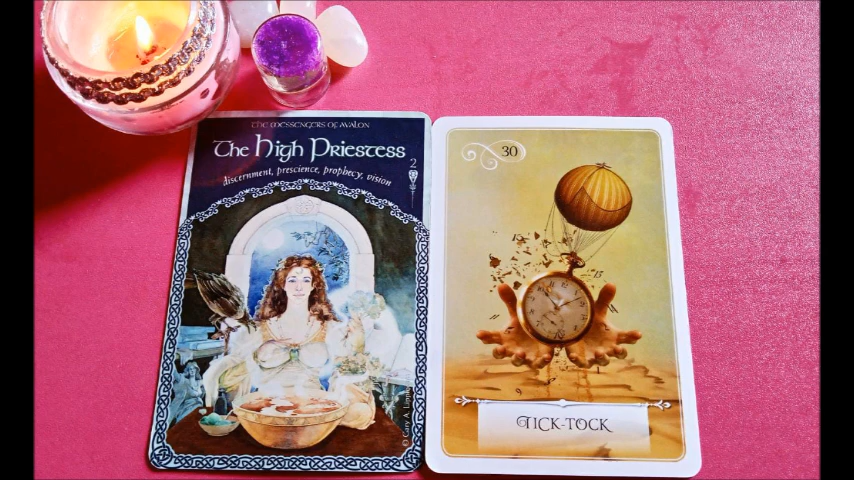 THE MESSENGERS OF AVALON
The High Priestess
2
discernment, prescience, prophecy, vision
30
TICK-TOCK